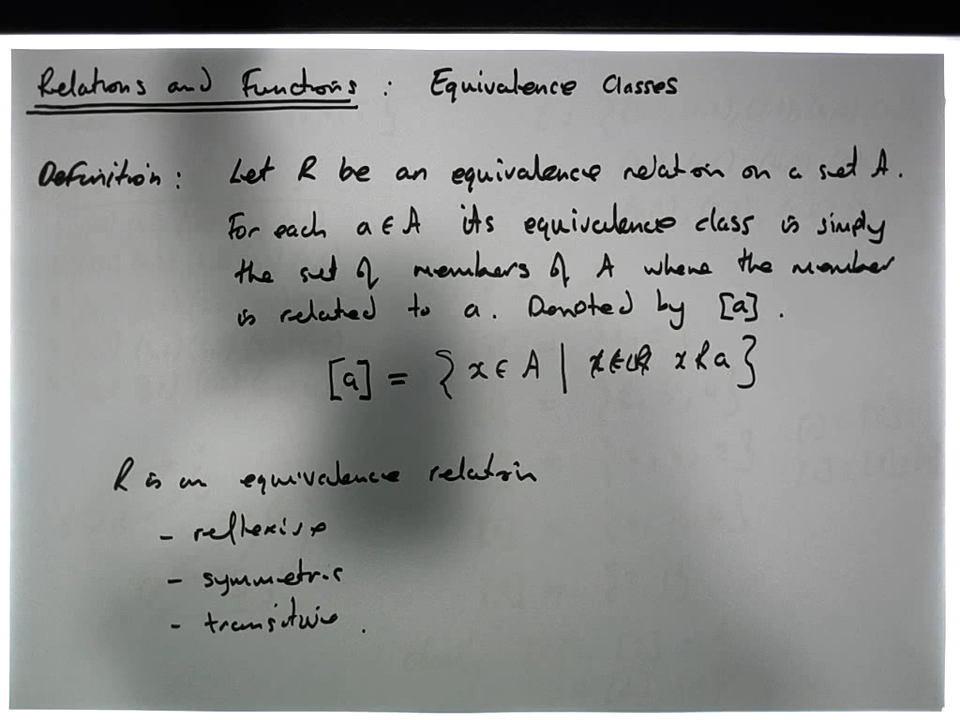 Relations and Functions : Equivalence Classes
Definition : Let R be an equivalence relation on a set A.
For each a ∈ A its equivalence class is simply
the set of members of A where the member
is related to a. Denoted by [a].
[a] = { x ∈ A | x R a }
R is an equivalence relation
- reflexive
- symmetric
- transitive.